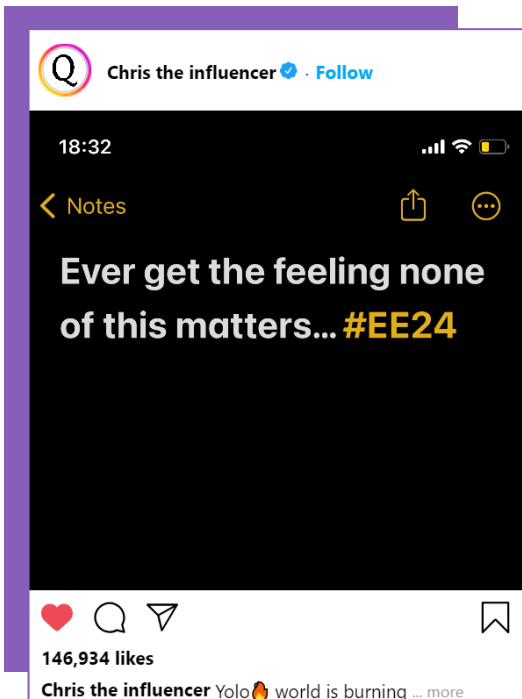 Q
Chris the influencer · Follow
18:32
Notes
Ever get the feeling none
of this matters... #EE24
146,934 likes
Chris the influencer Yolo🔥 world is burning ... more